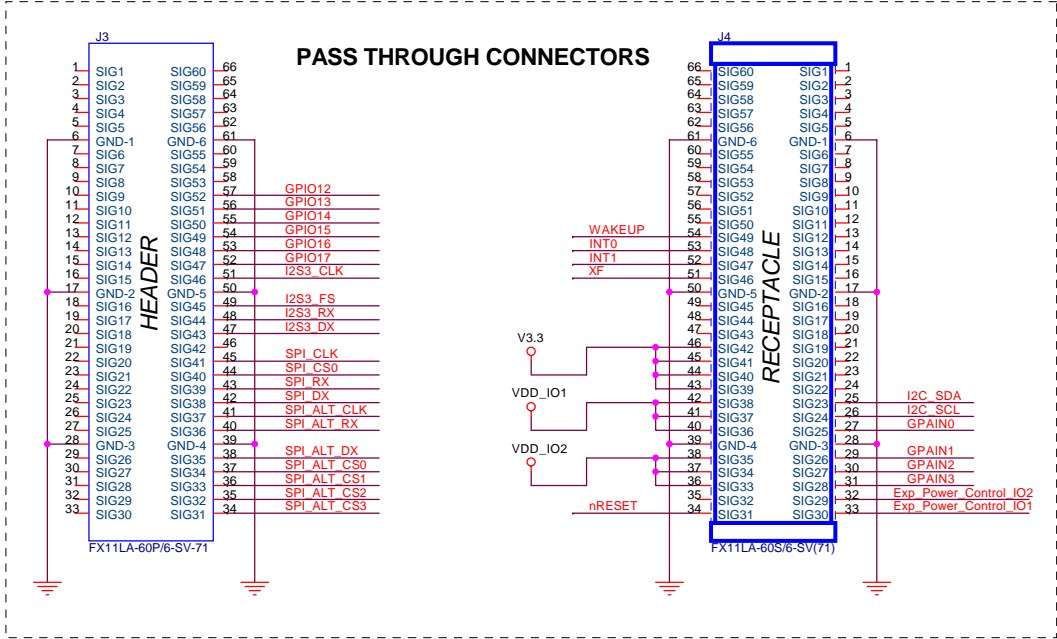 PASS THROUGH CONNECTORS
J3
1 SIG1 SIG60 66
2 SIG2 SIG59 65
3 SIG3 SIG58 64
4 SIG4 SIG57 63
5 SIG5 SIG56 62
6 GND-1 GND-6 61
7 SIG6 SIG55 60
8 SIG7 SIG54 59
9 SIG8 SIG53 58
10 SIG9 SIG52 57 GPIO12
11 SIG10 SIG51 56 GPIO13
12 SIG11 SIG50 55 GPIO14
13 SIG12 SIG49 54 GPIO15
14 SIG13 SIG48 53 GPIO16
15 SIG14 SIG47 52 GPIO17
16 SIG15 SIG46 51 I2S3_CLK
17 GND-2 GND-5 50
18 SIG16 SIG45 49 I2S3_FS
19 SIG17 SIG44 48 I2S3_RX
20 SIG18 SIG43 47 I2S3_DX
21 SIG19 SIG42 46
22 SIG20 SIG41 45 SPI_CLK
23 SIG21 SIG40 44 SPI_CS0
24 SIG22 SIG39 43 SPI_RX
25 SIG23 SIG38 42 SPI_DX
26 SIG24 SIG37 41 SPI_ALT_CLK
27 SIG25 SIG36 40 SPI_ALT_RX
28 GND-3 GND-4 39
29 SIG26 SIG35 38 SPI_ALT_DX
30 SIG27 SIG34 37 SPI_ALT_CS0
31 SIG28 SIG33 36 SPI_ALT_CS1
32 SIG29 SIG32 35 SPI_ALT_CS2
33 SIG30 SIG31 34 SPI_ALT_CS3
HEADER
FX11LA-60P/6-SV-71
J4
66 SIG60 SIG1 1
65 SIG59 SIG2 2
64 SIG58 SIG3 3
63 SIG57 SIG4 4
62 SIG56 SIG5 5
61 GND-6 GND-1 6
60 SIG55 SIG6 7
59 SIG54 SIG7 8
58 SIG53 SIG8 9
57 SIG52 SIG9 10
56 SIG51 SIG10 11
55 SIG50 SIG11 12
WAKEUP 54 SIG49 SIG12 13
INT0 53 SIG48 SIG13 14
INT1 52 SIG47 SIG14 15
XF 51 SIG46 SIG15 16
50 GND-5 GND-2 17
49 SIG45 SIG16 18
48 SIG44 SIG17 19
47 SIG43 SIG18 20
V3.3 46 SIG42 SIG19 21
45 SIG41 SIG20 22
44 SIG40 SIG21 23
43 SIG39 SIG22 24
VDD_IO1 42 SIG38 SIG23 25 I2C_SDA
41 SIG37 SIG24 26 I2C_SCL
40 SIG36 SIG25 27 GPAIN0
39 GND-4 GND-3 28
VDD_IO2 38 SIG35 SIG26 29 GPAIN1
37 SIG34 SIG27 30 GPAIN2
36 SIG33 SIG28 31 GPAIN3
35 SIG32 SIG29 32 Exp_Power_Control_IO2
nRESET 34 SIG31 SIG30 33 Exp_Power_Control_IO1
RECEPTACLE
FX11LA-60S/6-SV(71)